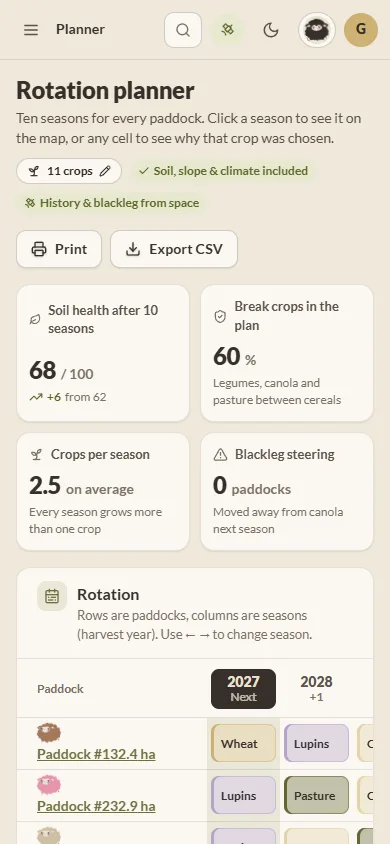 Planner
G
Rotation planner
Ten seasons for every paddock. Click a season to see it on
the map, or any cell to see why that crop was chosen.
11 crops
Soil, slope & climate included
History & blackleg from space
Print
Export CSV
Soil health after 10
seasons
68 / 100
+6 from 62
Break crops in the
plan
60 %
Legumes, canola and
pasture between cereals
Crops per season
2.5 on average
Every season grows more
than one crop
Blackleg steering
0 paddocks
Moved away from canola
next season
Rotation
Rows are paddocks, columns are seasons
(harvest year). Use ← → to change season.
Paddock
2027
Next
2028
+1
Paddock #132.4 ha
Wheat
Lupins
Paddock #232.9 ha
Lupins
Pasture